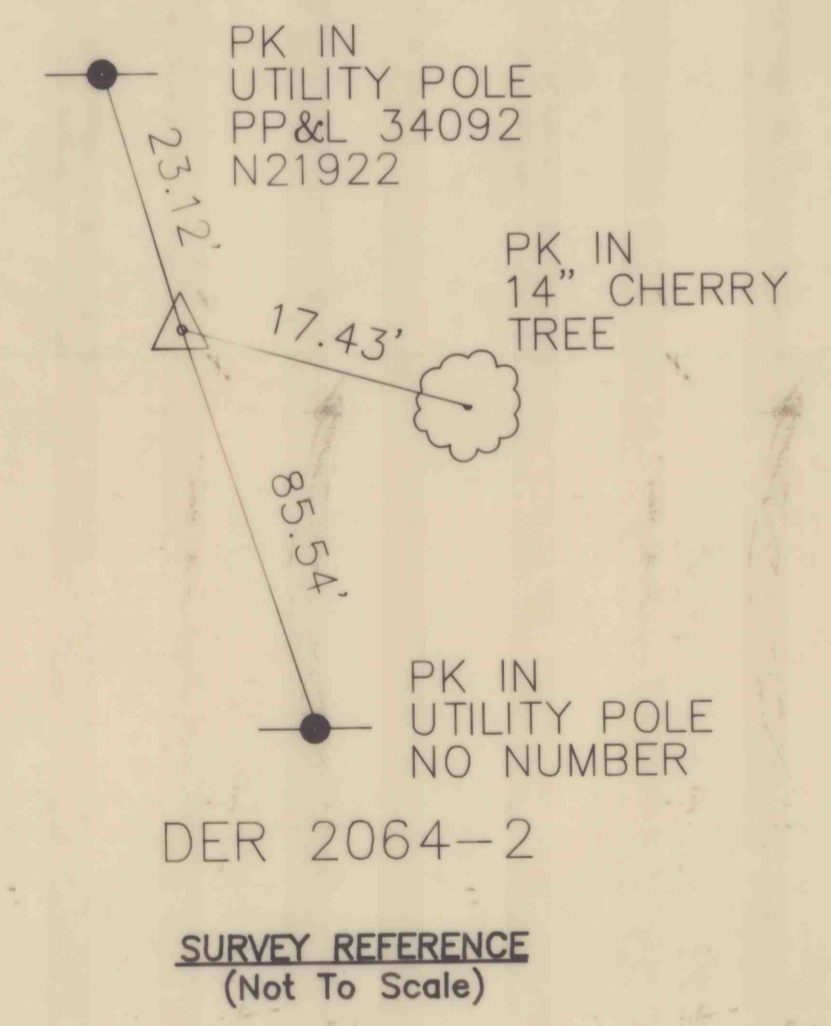 PK IN
UTILITY POLE
PP&L 34092
N21922
23.12'
PK IN
14" CHERRY
TREE
17.43'
85.54'
PK IN
UTILITY POLE
NO NUMBER
DER 2064-2
SURVEY REFERENCE
(Not To Scale)